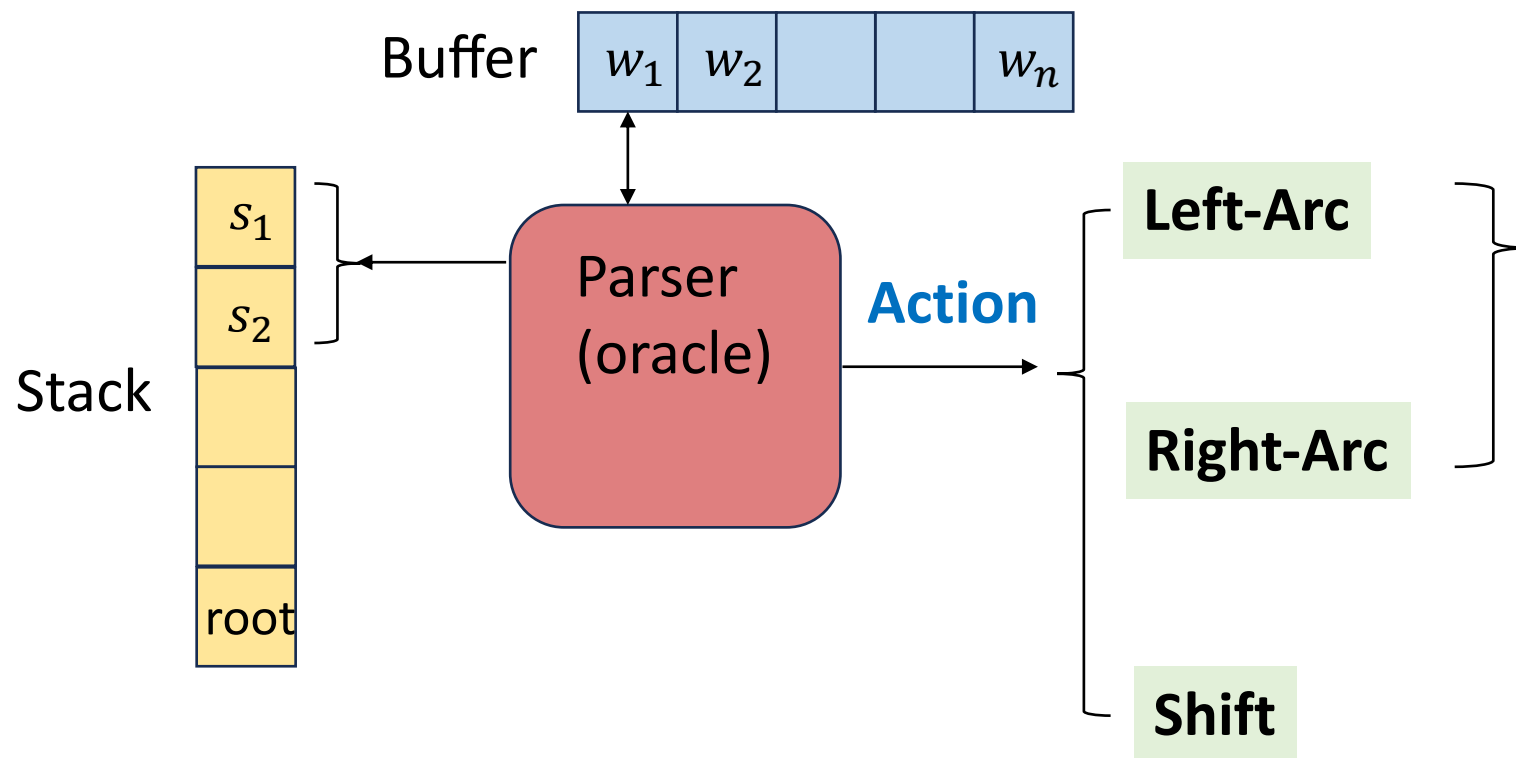 Buffer
w₁ w₂ wₙ
s₁
s₂
Stack
root
Parser
(oracle)
Action
Left-Arc
Right-Arc
Shift